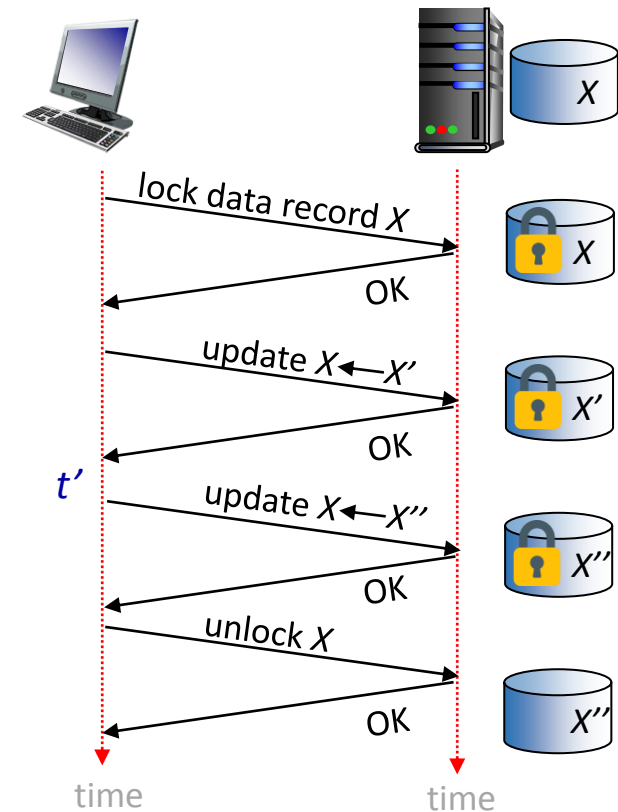 X
lock data record X
X
OK
update X←X’
X’
OK
t’
update X←X’’
X’’
OK
unlock X
OK
X’’
time
time